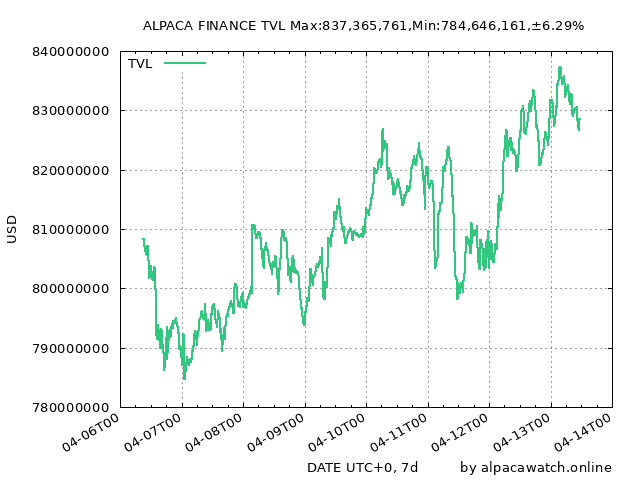 ALPACA FINANCE TVL Max:837,365,761,Min:784,646,161,±6.29%
TVL
840000000
830000000
820000000
810000000
800000000
790000000
780000000
USD
04-06T00
04-07T00
04-08T00
04-09T00
04-10T00
04-11T00
04-12T00
04-13T00
04-14T00
DATE UTC+0, 7d
by alpacawatch.online